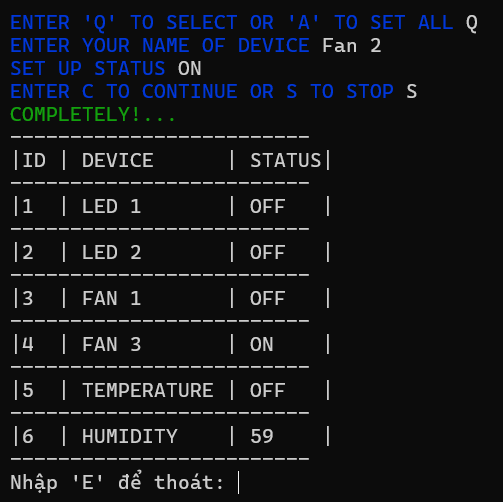 ENTER 'Q' TO SELECT OR 'A' TO SET ALL Q
ENTER YOUR NAME OF DEVICE Fan 2
SET UP STATUS ON
ENTER C TO CONTINUE OR S TO STOP S
COMPLETELY!...
-------------------------
|ID | DEVICE      | STATUS|
-------------------------
|1  | LED 1       | OFF   |
-------------------------
|2  | LED 2       | OFF   |
-------------------------
|3  | FAN 1       | OFF   |
-------------------------
|4  | FAN 3       | ON    |
-------------------------
|5  | TEMPERATURE | OFF   |
-------------------------
|6  | HUMIDITY    | 59    |
-------------------------
Nhập 'E' để thoát: